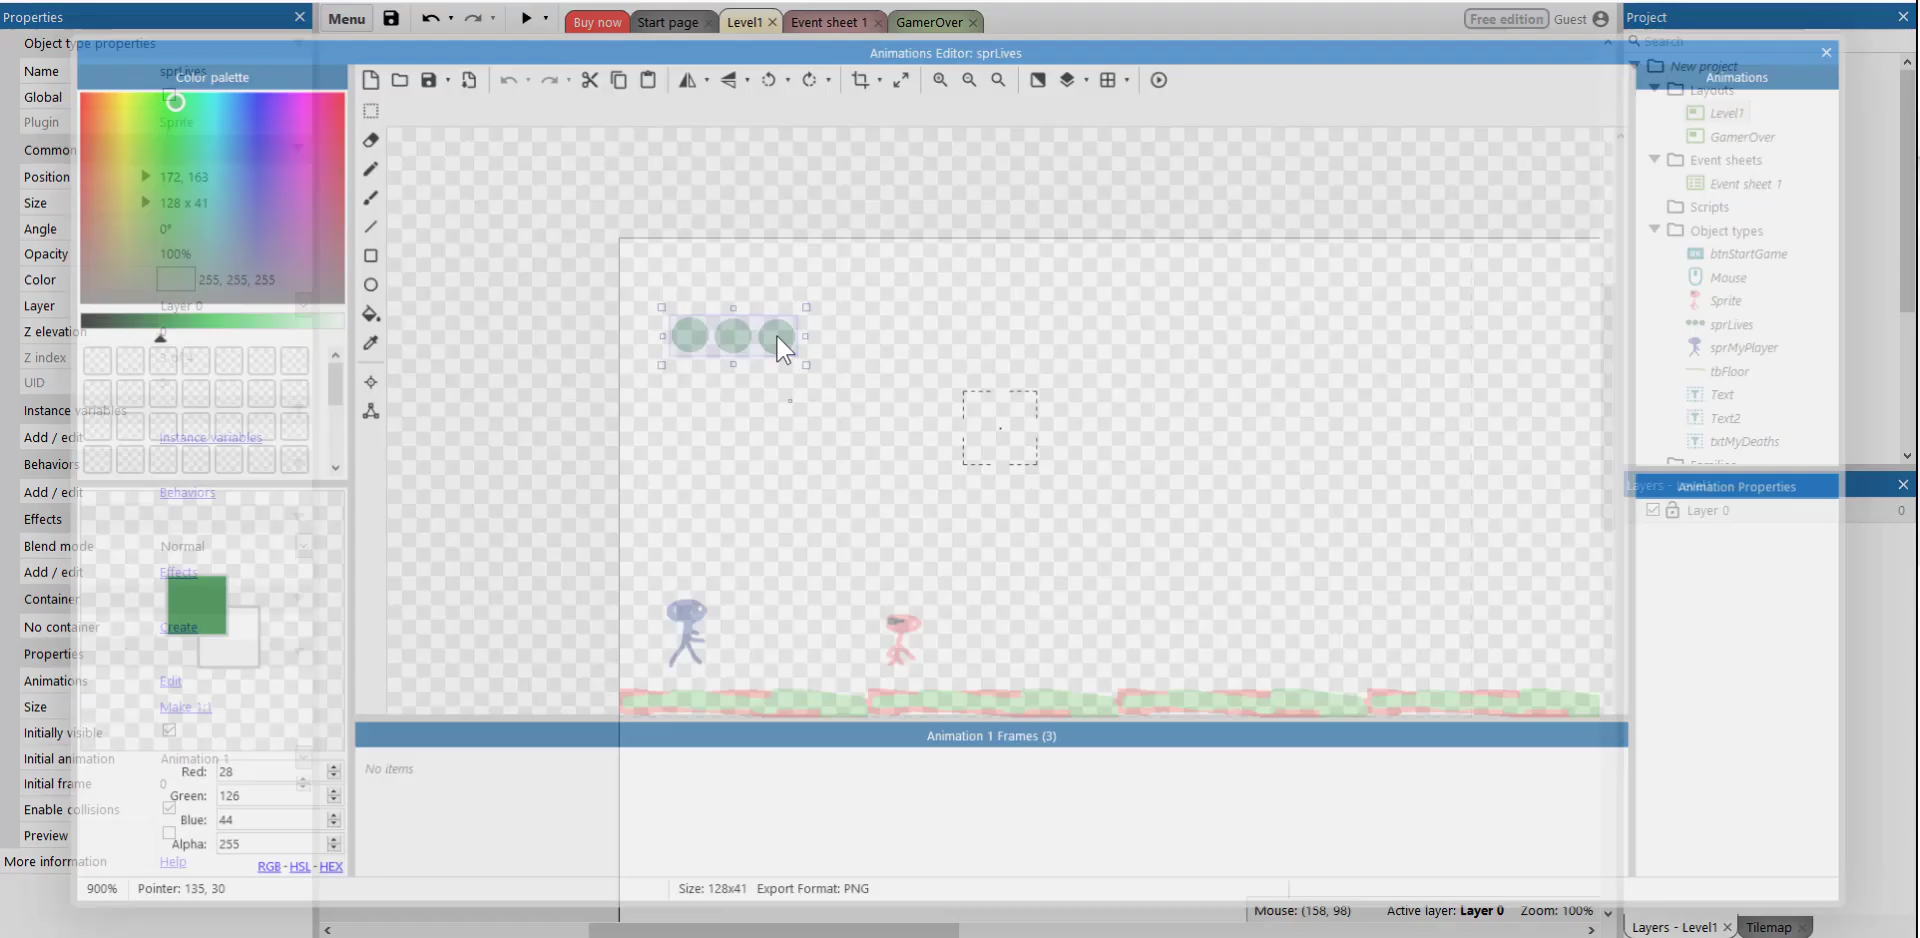 Properties
Menu
Buy now
Start page
Level1
Event sheet 1
GamerOver
Free edition
Guest
Project
Object type properties
Animations Editor: sprLives
Search
Name
sprLives
Color palette
New project
Animations
Global
Layouts
Plugin
Sprite
Level1
Common
GamerOver
Position
172, 163
Event sheets
Size
128 x 41
Event sheet 1
Angle
0°
Scripts
Opacity
100%
Object types
Color
255, 255, 255
btnStartGame
Layer
Layer 0
Mouse
Z elevation
0
Sprite
Z index
sprLives
UID
sprMyPlayer
Instance variables
tbFloor
Add / edit
Instance variables
Text
Behaviors
Text2
Add / edit
Behaviors
txtMyDeaths
Effects
Families
Blend mode
Normal
Animation Properties
Add / edit
Effects
Layer 0
0
Container
No container
Create
Properties
Animations
Edit
Size
Make 1:1
Initially visible
Animation 1 Frames (3)
Initial animation
Animation 1
No items
Red: 28
Initial frame
0
Green: 126
Enable collisions
Blue: 44
Preview
Alpha: 255
More information
Help
RGB - HSL - HEX
900%
Pointer: 135, 30
Size: 128x41
Export Format: PNG
Mouse: (158, 98)
Active layer: Layer 0
Zoom: 100%
Layers - Level1
Tilemap